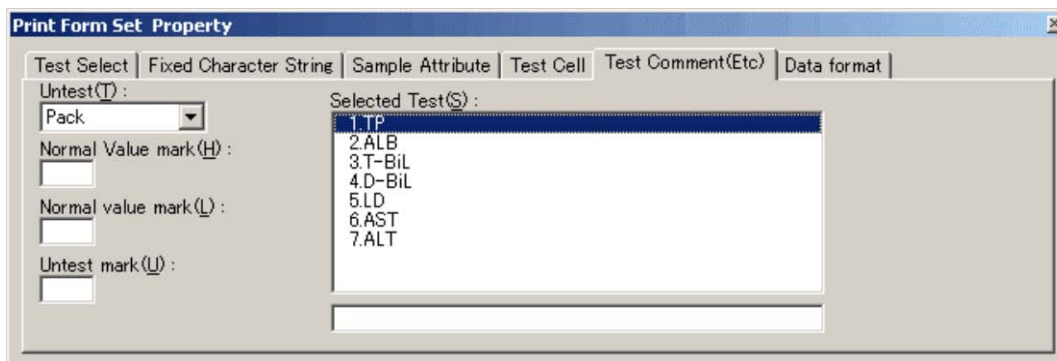 Print Form Set Property
Test Select
Fixed Character String
Sample Attribute
Test Cell
Test Comment(Etc)
Data format
Untest(T) :
Pack
Normal Value mark(H) :
Normal value mark(L) :
Untest mark(U) :
Selected Test(S) :
1.TP
2.ALB
3.T-BiL
4.D-BiL
5.LD
6.AST
7.ALT